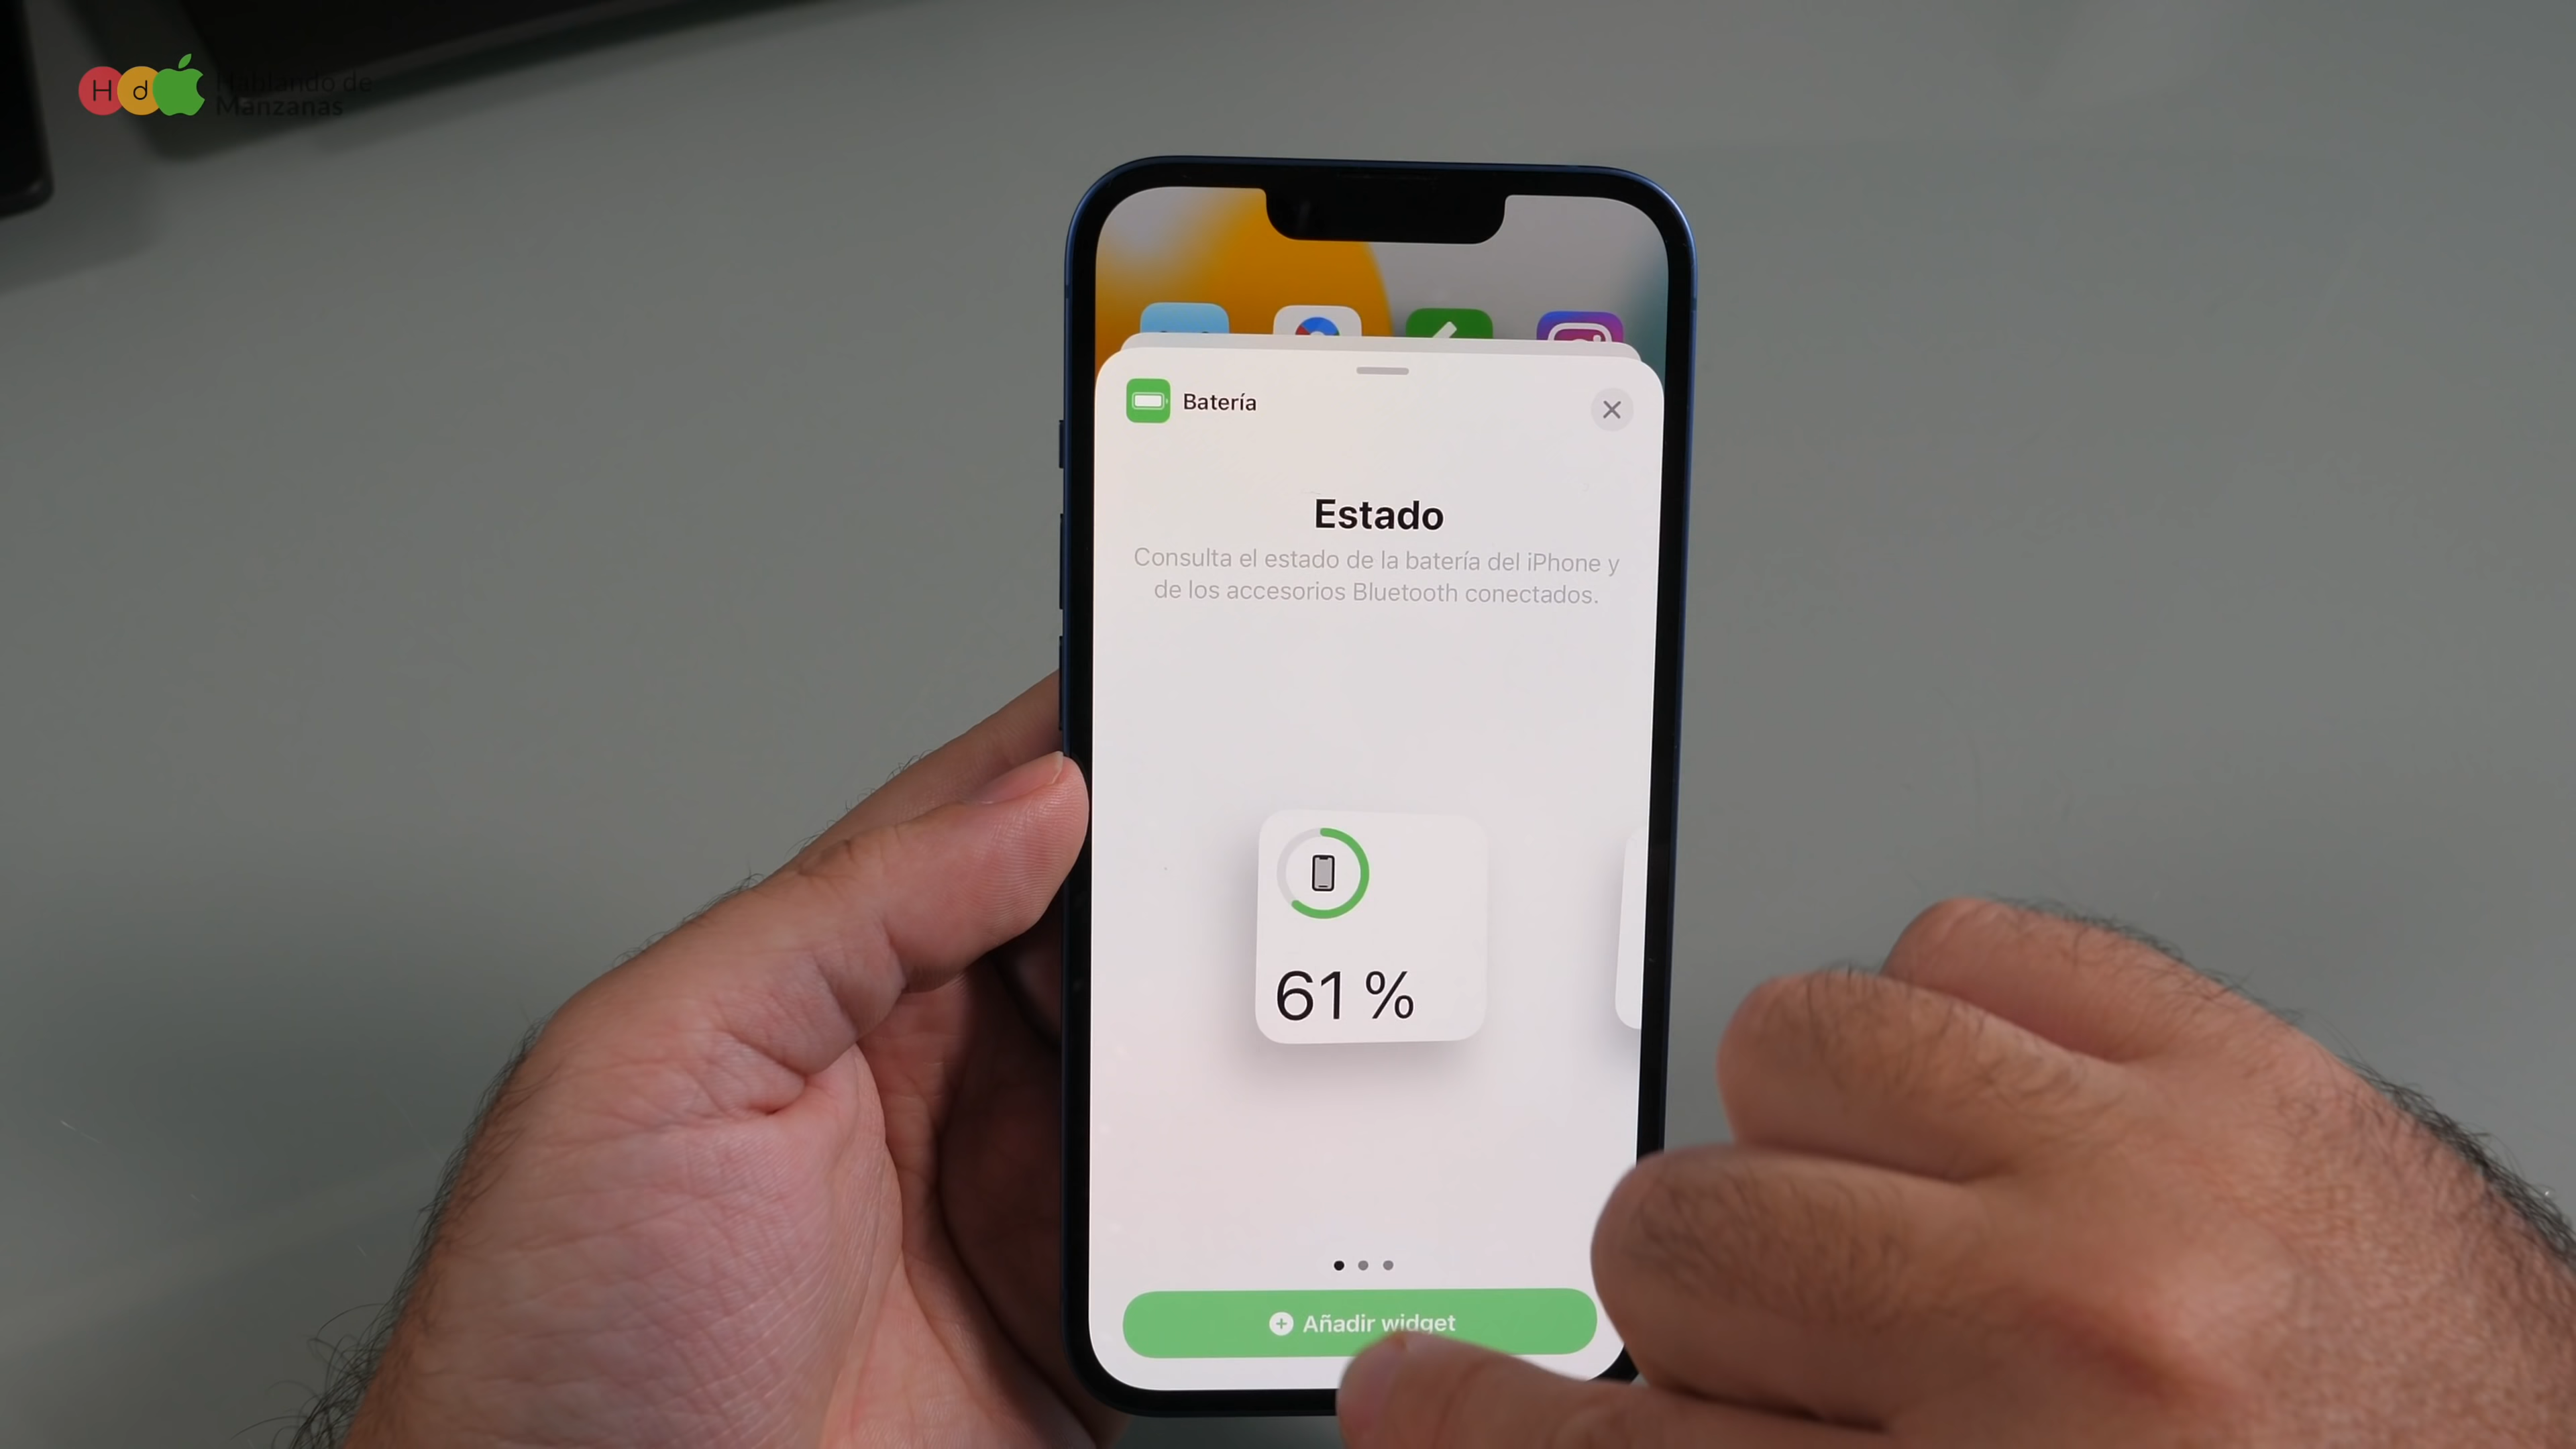 H d Hablando de
Manzanas
Batería
Estado
Consulta el estado de la batería del iPhone y
de los accesorios Bluetooth conectados.
61 %
Añadir widget